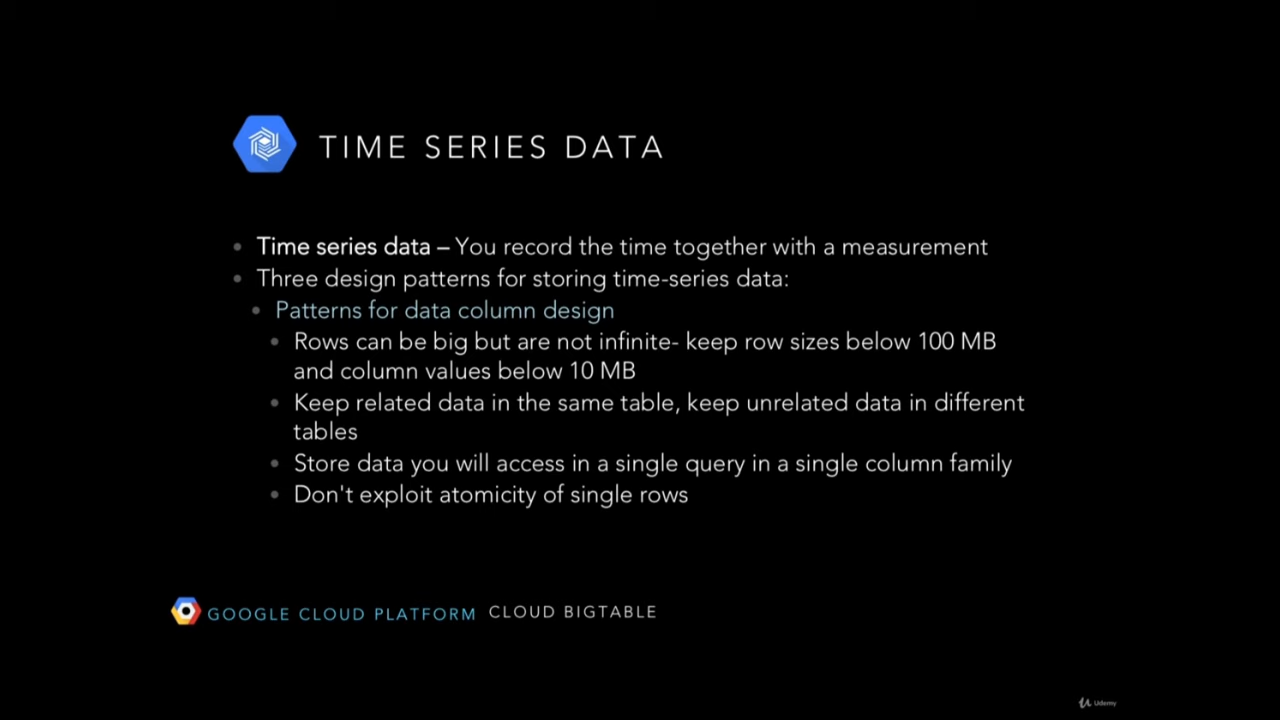 TIME SERIES DATA
Time series data – You record the time together with a measurement
Three design patterns for storing time-series data:
Patterns for data column design
Rows can be big but are not infinite- keep row sizes below 100 MB
and column values below 10 MB
Keep related data in the same table, keep unrelated data in different
tables
Store data you will access in a single query in a single column family
Don't exploit atomicity of single rows
GOOGLE CLOUD PLATFORM CLOUD BIGTABLE
Udemy